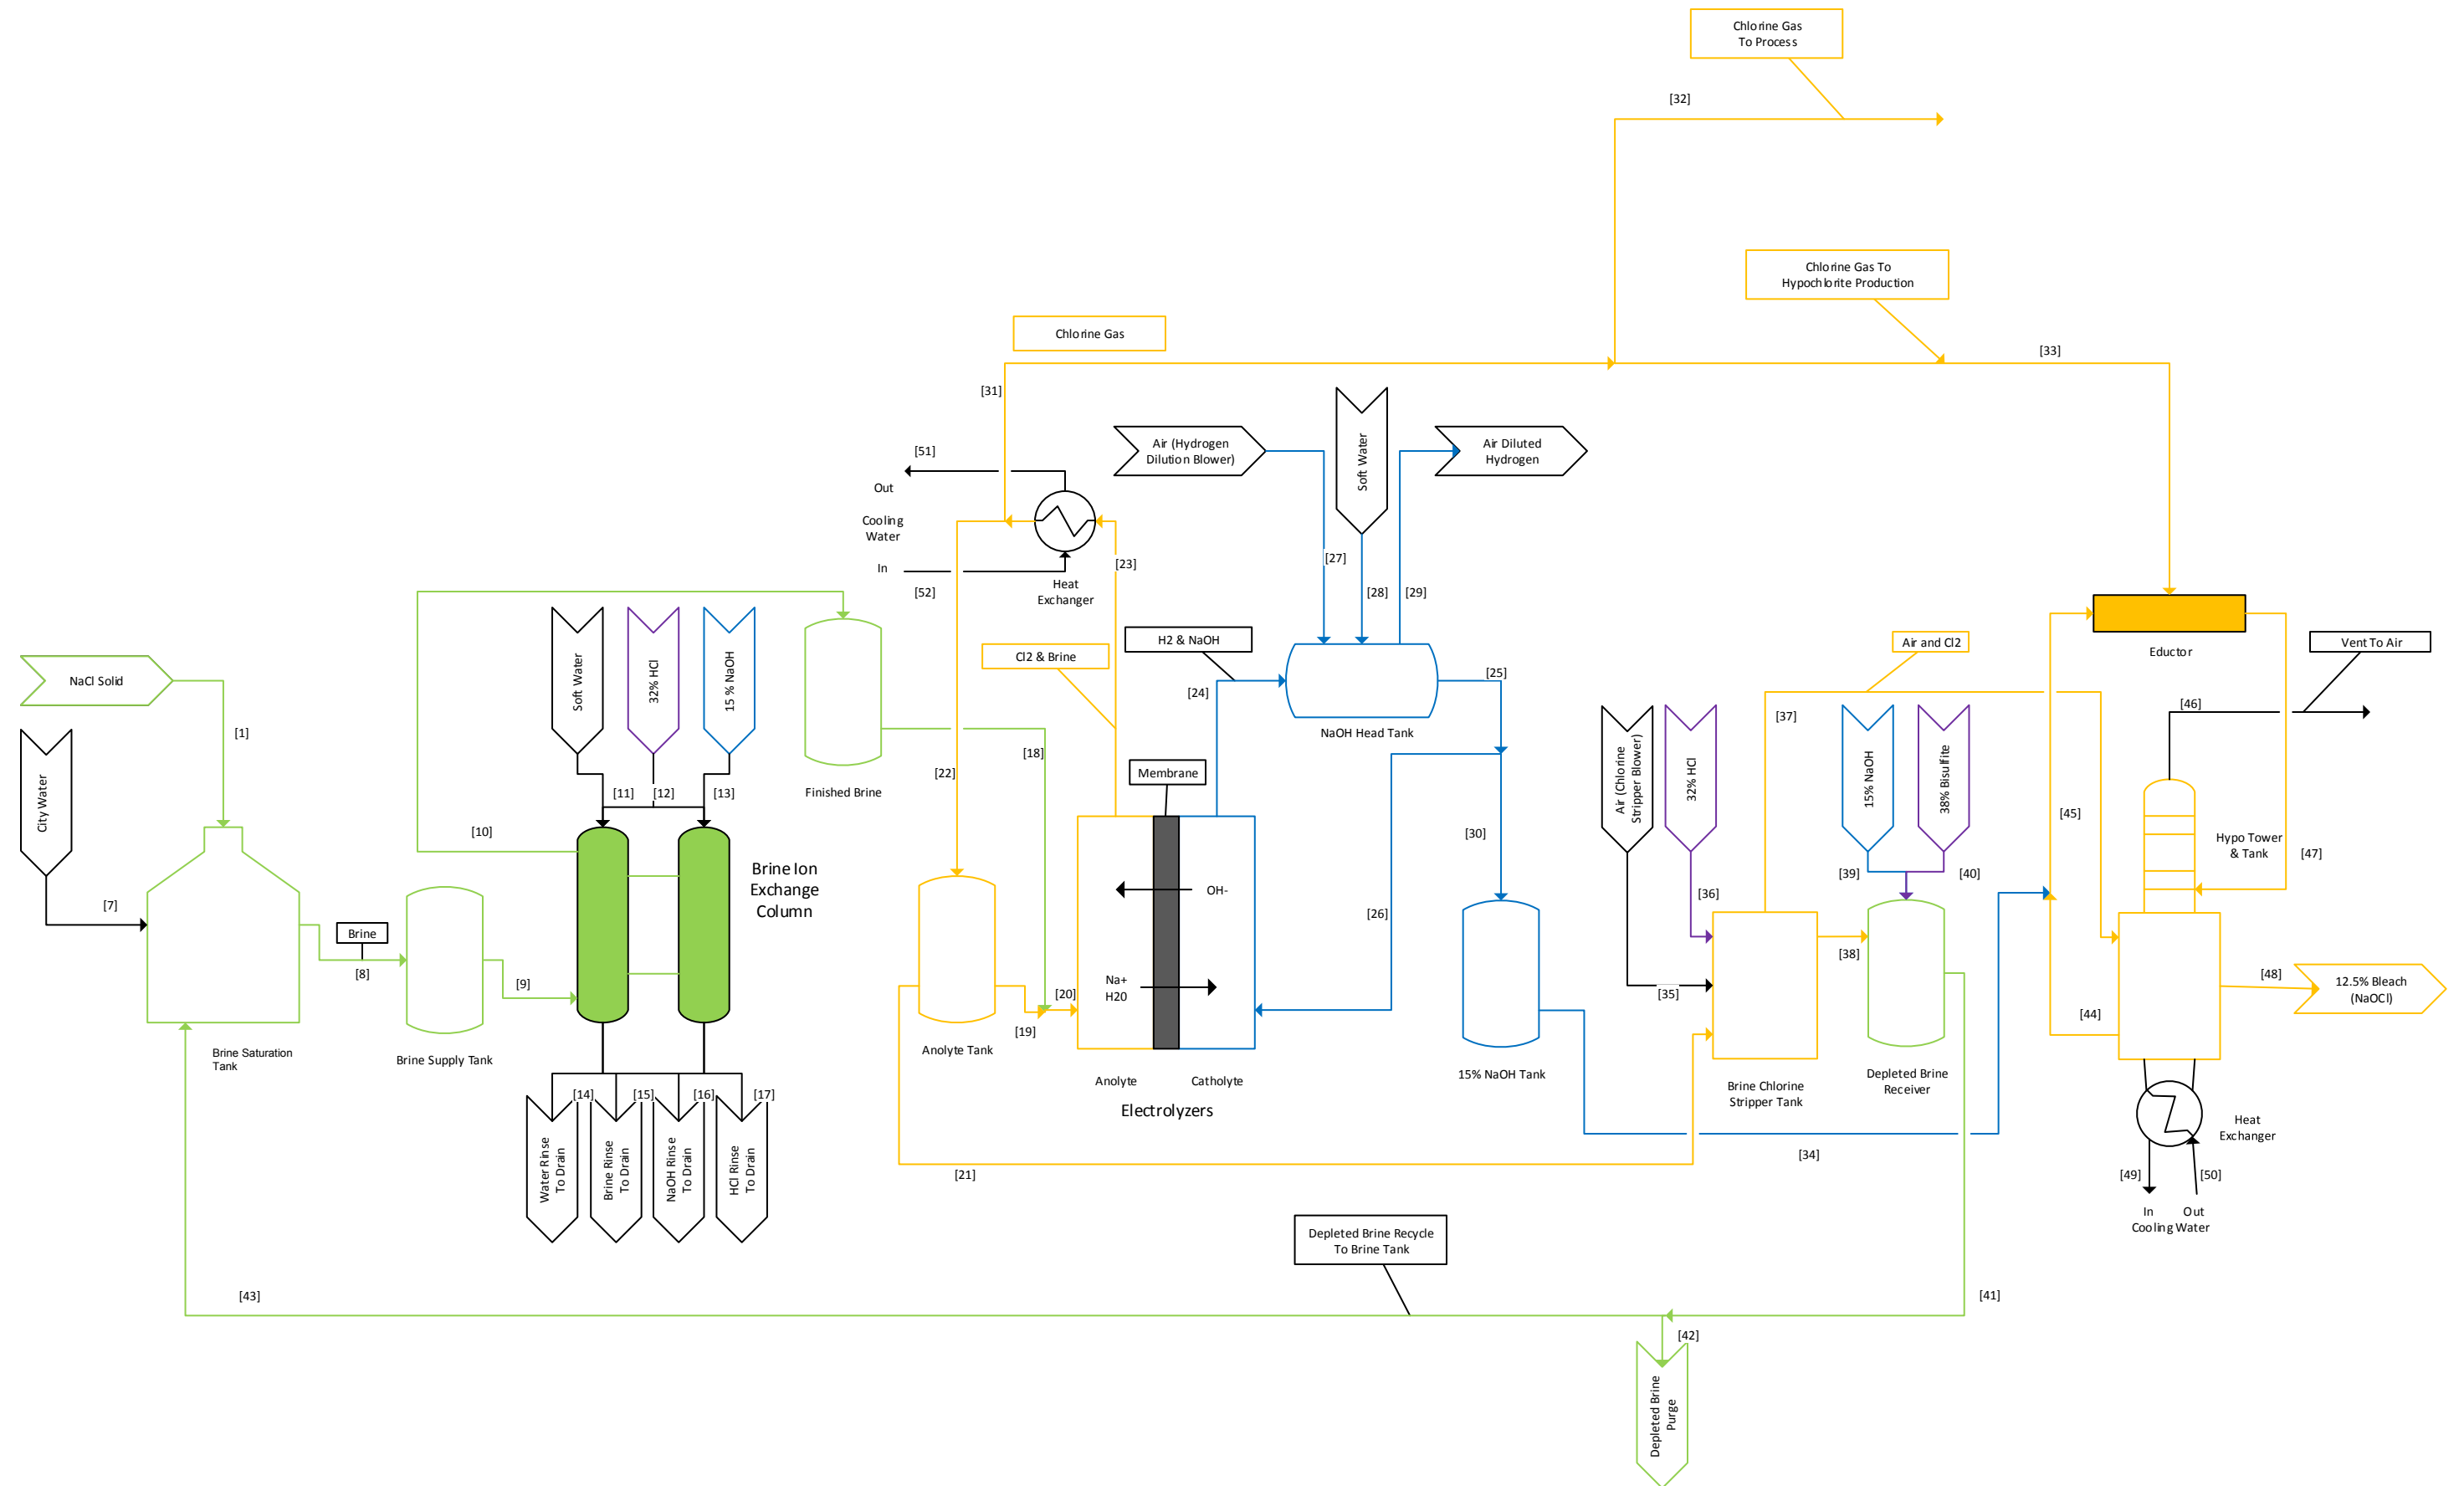 Chlorine Gas
To Process
[32]
Chlorine Gas To
Hypochlorite Production
Chlorine Gas
[33]
[31]
[51]
Out
Cooling
Water
In
[52]
Heat
Exchanger
[23]
Air (Hydrogen
Dilution Blower)
Soft Water
Air Diluted
Hydrogen
[27]
[28]
[29]
H2 & NaOH
Cl2 & Brine
[24]
[25]
NaOH Head Tank
NaCl Solid
[1]
City Water
[7]
Soft Water
32% HCl
15 % NaOH
[11]
[12]
[13]
[10]
Finished Brine
[18]
[22]
Membrane
Brine Ion
Exchange
Column
Brine
[8]
[9]
Brine Saturation
Tank
Brine Supply Tank
[14]
[15]
[16]
[17]
Water Rinse
To Drain
Brine Rinse
To Drain
NaOH Rinse
To Drain
HCl Rinse
To Drain
OH-
Na+
H20
[20]
[19]
Anolyte Tank
Anolyte
Catholyte
Electrolyzers
[21]
[26]
[30]
15% NaOH Tank
Air (Chlorine
Stripper Blower)
32% HCl
[37]
Air and Cl2
15% NaOH
38% Bisulfite
[36]
[35]
[39]
[40]
[38]
Brine Chlorine
Stripper Tank
Depleted Brine
Receiver
[34]
Eductor
Vent To Air
[46]
[45]
Hypo Tower
& Tank
[47]
[48]
12.5% Bleach
(NaOCl)
[44]
Heat
Exchanger
[49]
[50]
In
Out
Cooling Water
Depleted Brine Recycle
To Brine Tank
[43]
[41]
[42]
Depleted Brine
Purge